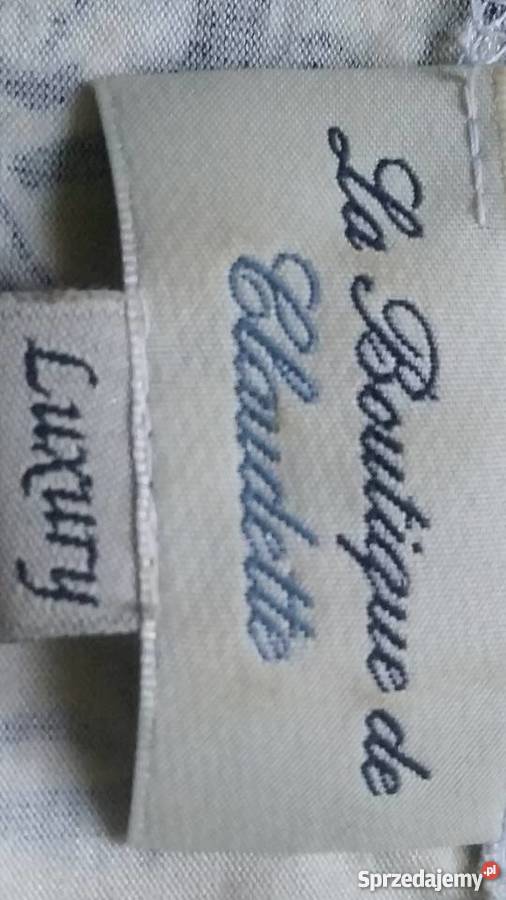 La Boutique de
Claudette
Luxury
Sprzedajemy.pl